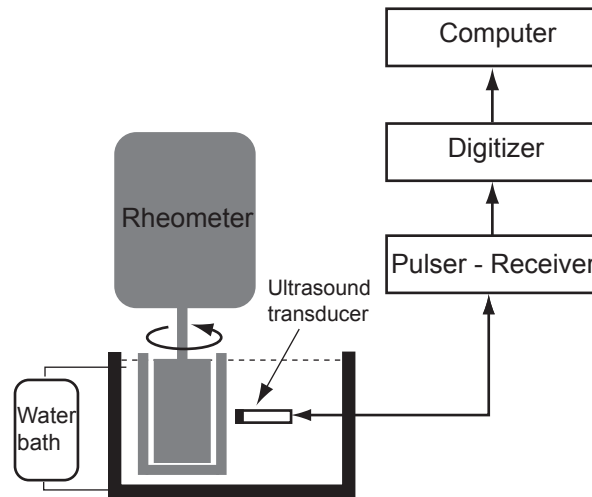 Computer
Digitizer
Rheometer
Pulser - Receiver
Ultrasound
transducer
Water
bath